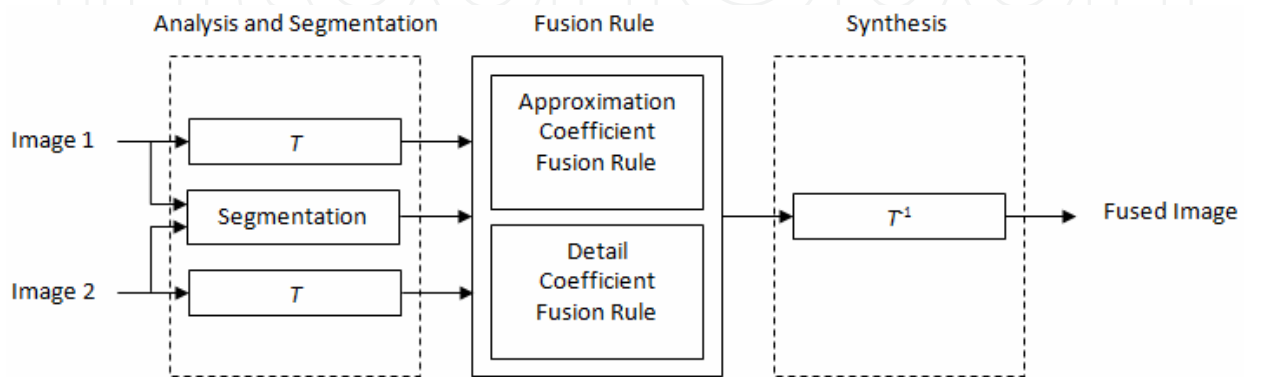 Analysis and Segmentation
Fusion Rule
Synthesis
Image 1
T
Segmentation
Image 2
T
Approximation
Coefficient
Fusion Rule
Detail
Coefficient
Fusion Rule
T-1
Fused Image